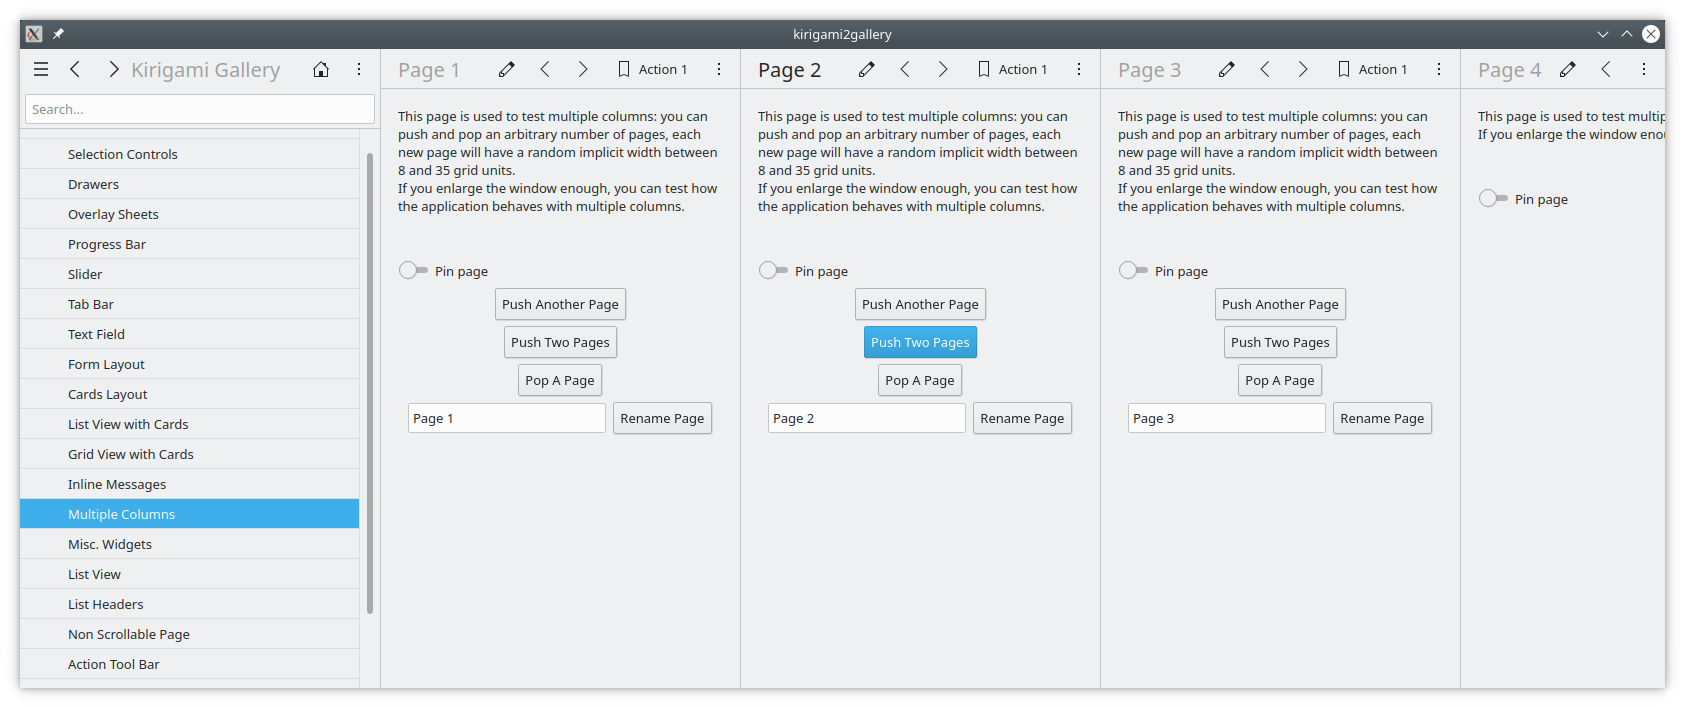 kirigami2gallery
Kirigami Gallery
Search...
Selection Controls
Drawers
Overlay Sheets
Progress Bar
Slider
Tab Bar
Text Field
Form Layout
Cards Layout
List View with Cards
Grid View with Cards
Inline Messages
Multiple Columns
Misc. Widgets
List View
List Headers
Non Scrollable Page
Action Tool Bar
Page 1
Action 1
This page is used to test multiple columns: you can
push and pop an arbitrary number of pages, each
new page will have a random implicit width between
8 and 35 grid units.
If you enlarge the window enough, you can test how
the application behaves with multiple columns.
Pin page
Push Another Page
Push Two Pages
Pop A Page
Page 1
Rename Page
Page 2
Action 1
This page is used to test multiple columns: you can
push and pop an arbitrary number of pages, each
new page will have a random implicit width between
8 and 35 grid units.
If you enlarge the window enough, you can test how
the application behaves with multiple columns.
Pin page
Push Another Page
Push Two Pages
Pop A Page
Page 2
Rename Page
Page 3
Action 1
This page is used to test multiple columns: you can
push and pop an arbitrary number of pages, each
new page will have a random implicit width between
8 and 35 grid units.
If you enlarge the window enough, you can test how
the application behaves with multiple columns.
Pin page
Push Another Page
Push Two Pages
Pop A Page
Page 3
Rename Page
Page 4
This page is used to test
If you enlarge the window
Pin page